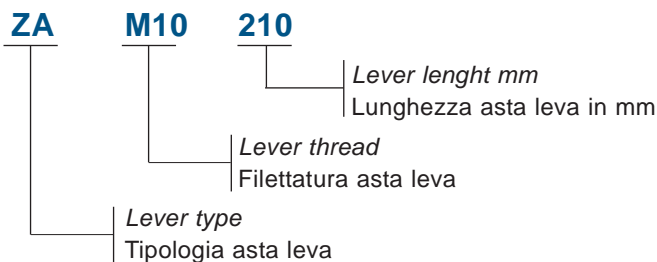 ZA M10 210
Lever lenght mm
Lunghezza asta leva in mm
Lever thread
Filettatura asta leva
Lever type
Tipologia asta leva